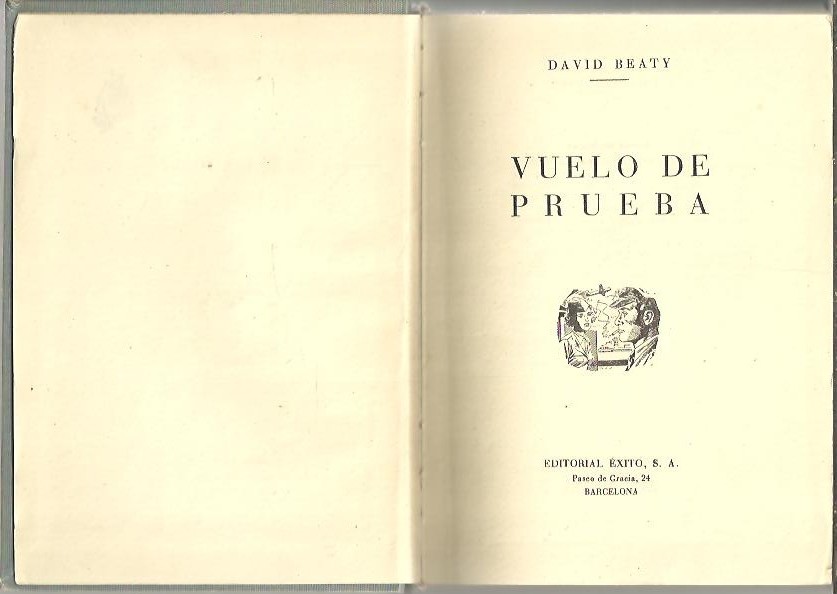 DAVID BEATY
VUELO DE
PRUEBA
EDITORIAL ÉXITO, S. A.
Paseo de Gracia, 24
BARCELONA